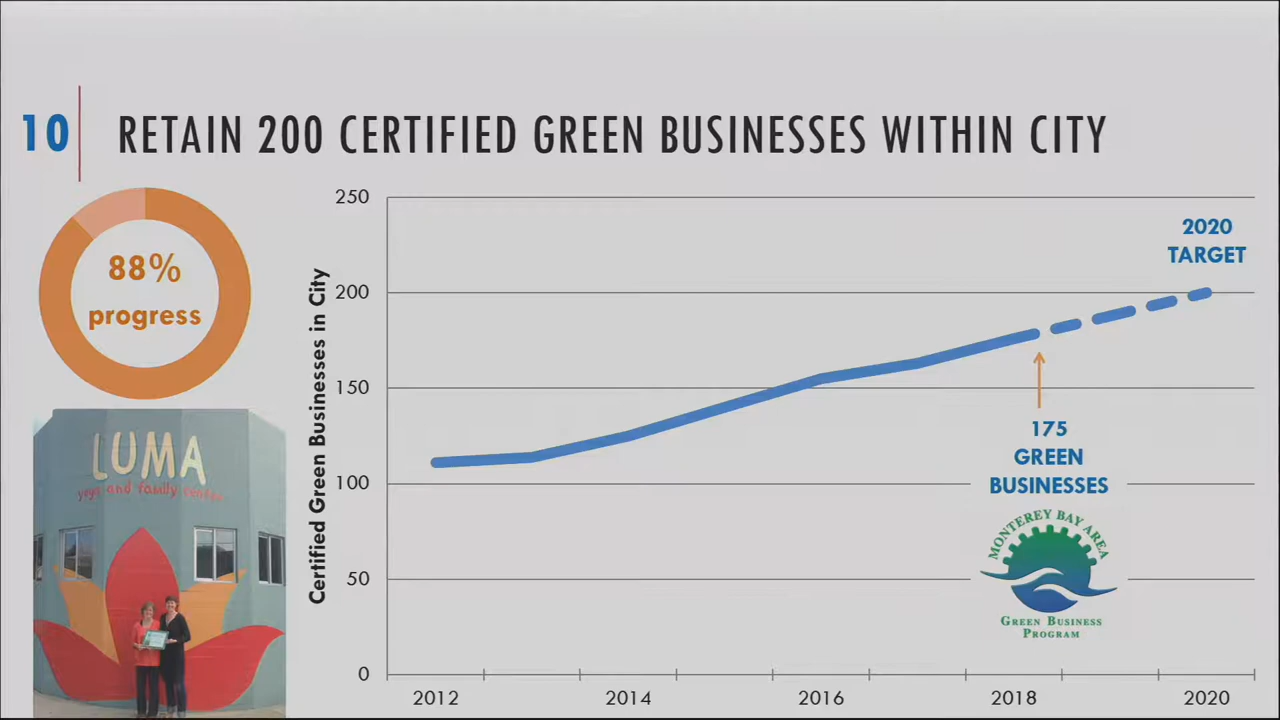 10
RETAIN 200 CERTIFIED GREEN BUSINESSES WITHIN CITY
88%
progress
LUMA
yoga and family center
Certified Green Businesses in City
250
200
150
100
50
0
2012
2014
2016
2018
2020
2020
TARGET
175
GREEN
BUSINESSES
MONTEREY BAY AREA
GREEN BUSINESS
PROGRAM